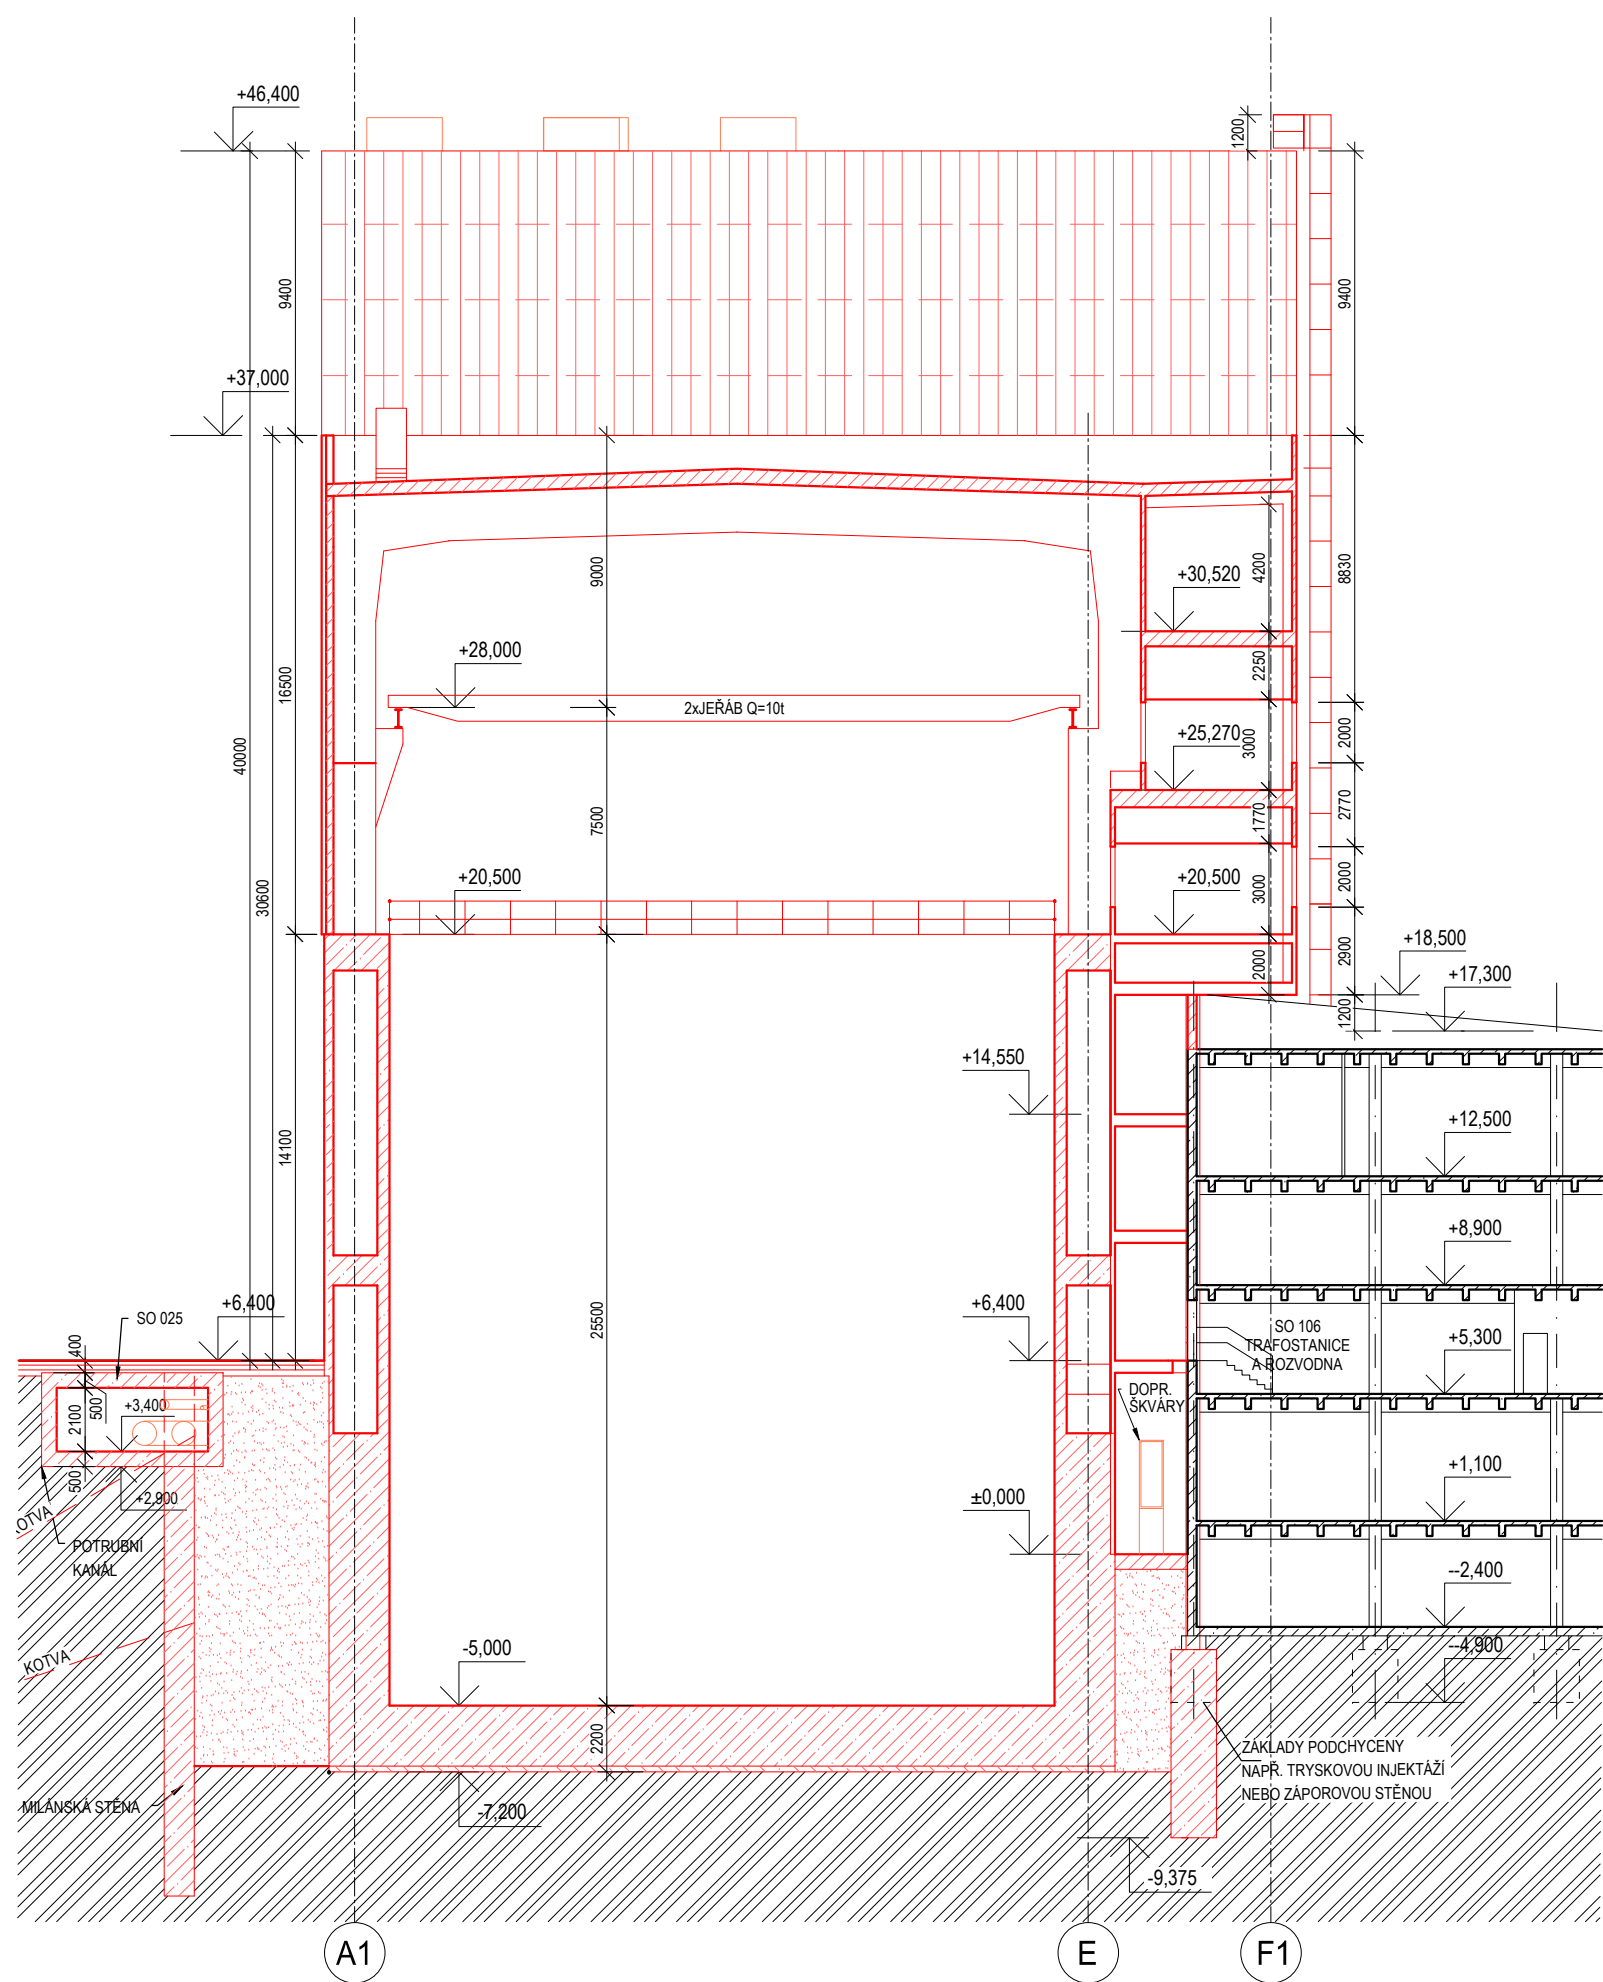 +46,400
1200
9400
9400
+37,000
9000
4200
8830
+30,520
+28,000
2250
16500
2xJEŘÁB Q=10t
+25,270
3000
2000
40000
7500
1770
2770
+20,500
+20,500
3000
2000
30600
+18,500
2900
2000
+17,300
1200
+14,550
+12,500
14100
+8,900
+6,400
SO 025
400
25500
+6,400
SO 106
TRAFOSTANICE
A ROZVODNA
+5,300
DOPR.
ŠKVÁRY
2100
500
+3,400
+1,100
500
+2,900
±0,000
KOTVA
POTRUBNÍ
KANÁL
--2,400
-5,000
--4,900
KOTVA
2200
ZÁKLADY PODCHYCENY
NAPŘ. TRYSKOVOU INJEKTÁŽÍ
NEBO ZÁPOROVOU STĚNOU
MILÁNSKÁ STĚNA
-7,200
-9,375
A1
E
F1